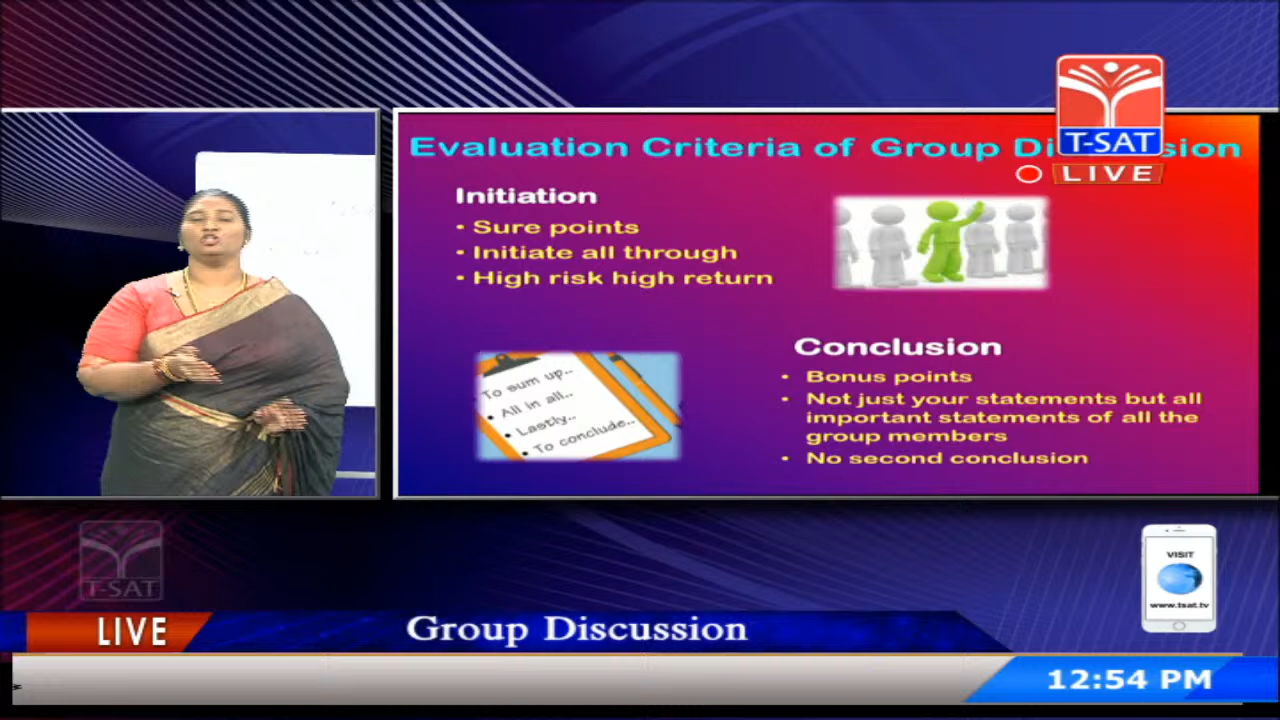 T-SAT
LIVE
Evaluation Criteria of Group Di sion
Initiation
• Sure points
• Initiate all through
• High risk high return
To sum up..
• All in all..
• Lastly..
• To conclude..
Conclusion
• Bonus points
• Not just your statements but all
important statements of all the
group members
• No second conclusion
T-SAT
VISIT
www.tsat.tv
LIVE
Group Discussion
12:54 PM